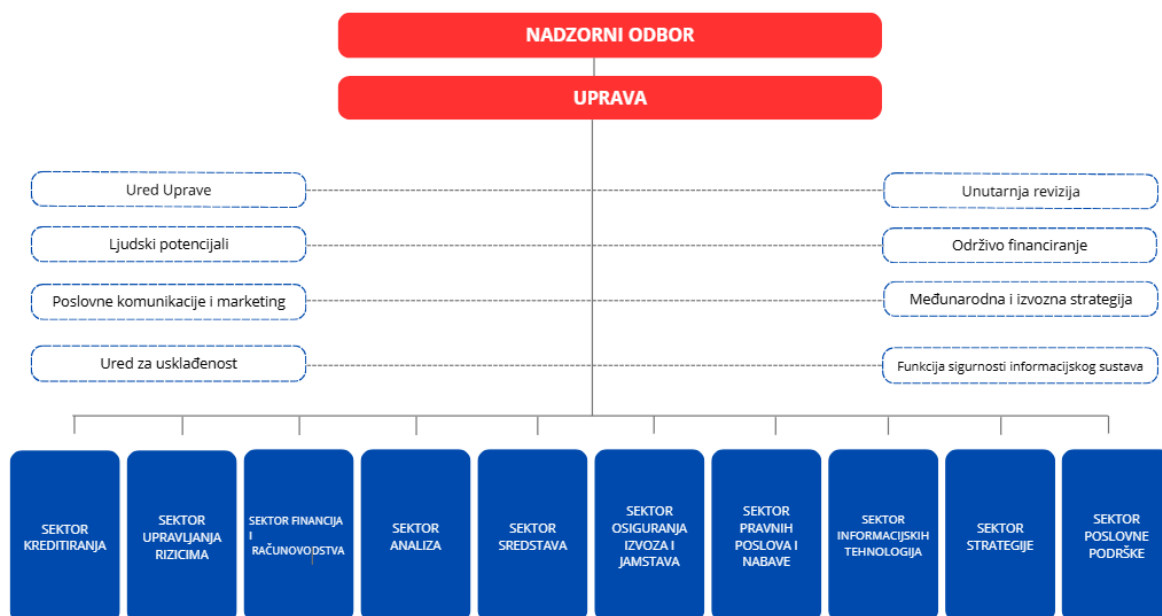 NADZORNI ODBOR
UPRAVA
Ured Uprave
Unutarnja revizija
Ljudski potencijali
Održivo financiranje
Poslovne komunikacije i marketing
Međunarodna i izvozna strategija
Ured za usklađenost
Funkcija sigurnosti informacijskog sustava
SEKTOR
KREDITIRANJA
SEKTOR
UPRAVLJANJA
RIZICIMA
SEKTOR FINANCIJA
I
RAČUNOVODSTVA
SEKTOR
ANALIZA
SEKTOR
SREDSTAVA
SEKTOR
OSIGURANJA
IZVOZA I
JAMSTAVA
SEKTOR
PRAVNIH
POSLOVA I
NABAVE
SEKTOR
INFORMACIJSKIH
TEHNOLOGIJA
SEKTOR
STRATEGIJE
SEKTOR
POSLOVNE
PODRŠKE